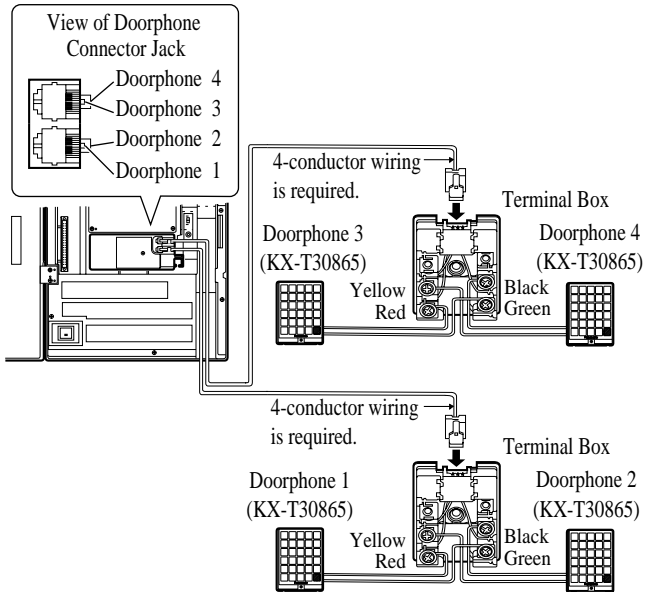 View of Doorphone
Connector Jack
Doorphone 4
Doorphone 3
Doorphone 2
Doorphone 1
4-conductor wiring
is required.
Terminal Box
Doorphone 3
(KX-T30865)
Doorphone 4
(KX-T30865)
Yellow
Red
Black
Green
4-conductor wiring
is required.
Terminal Box
Doorphone 1
(KX-T30865)
Doorphone 2
(KX-T30865)
Yellow
Red
Black
Green